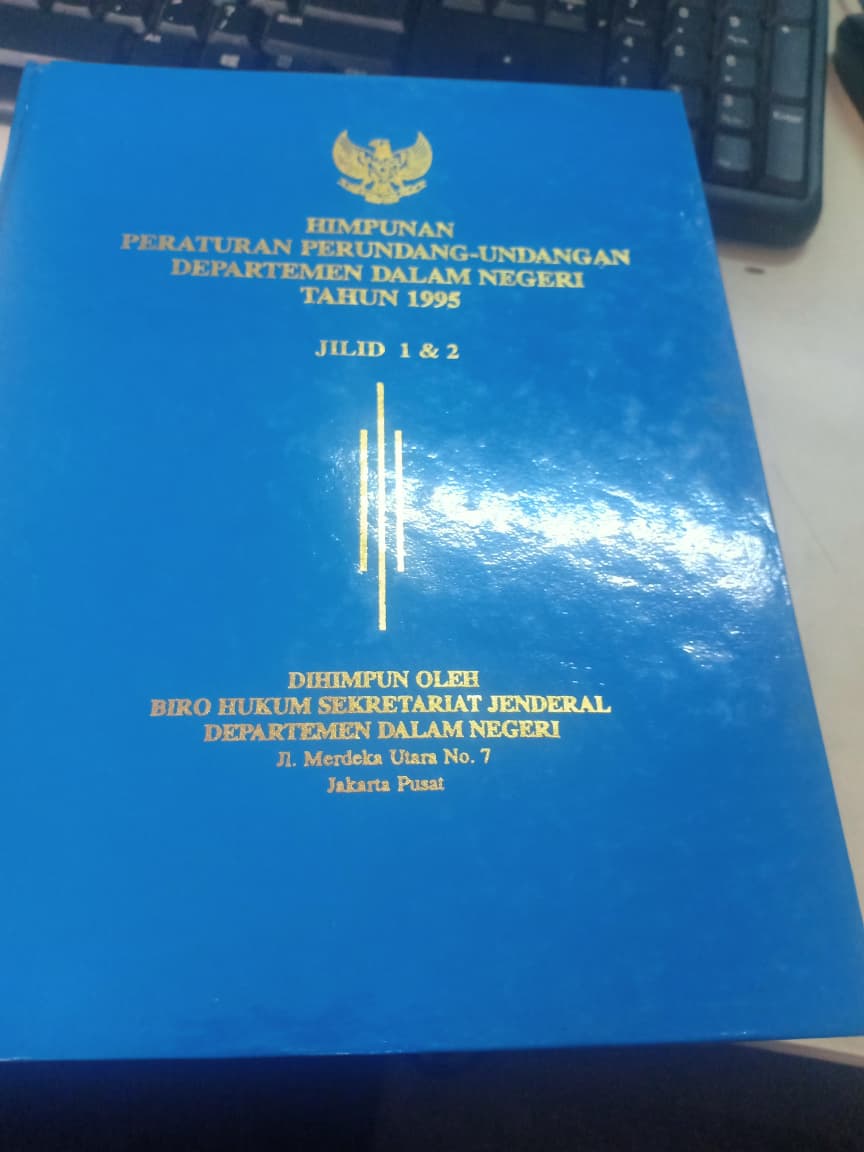 HIMPUNAN
PERATURAN PERUNDANG-UNDANGAN
DEPARTEMEN DALAM NEGERI
TAHUN 1995
JILID 1 & 2
DIHIMPUN OLEH
BIRO HUKUM SEKRETARIAT JENDERAL
DEPARTEMEN DALAM NEGERI
Jl. Merdeka Utara No. 7
Jakarta Pusat